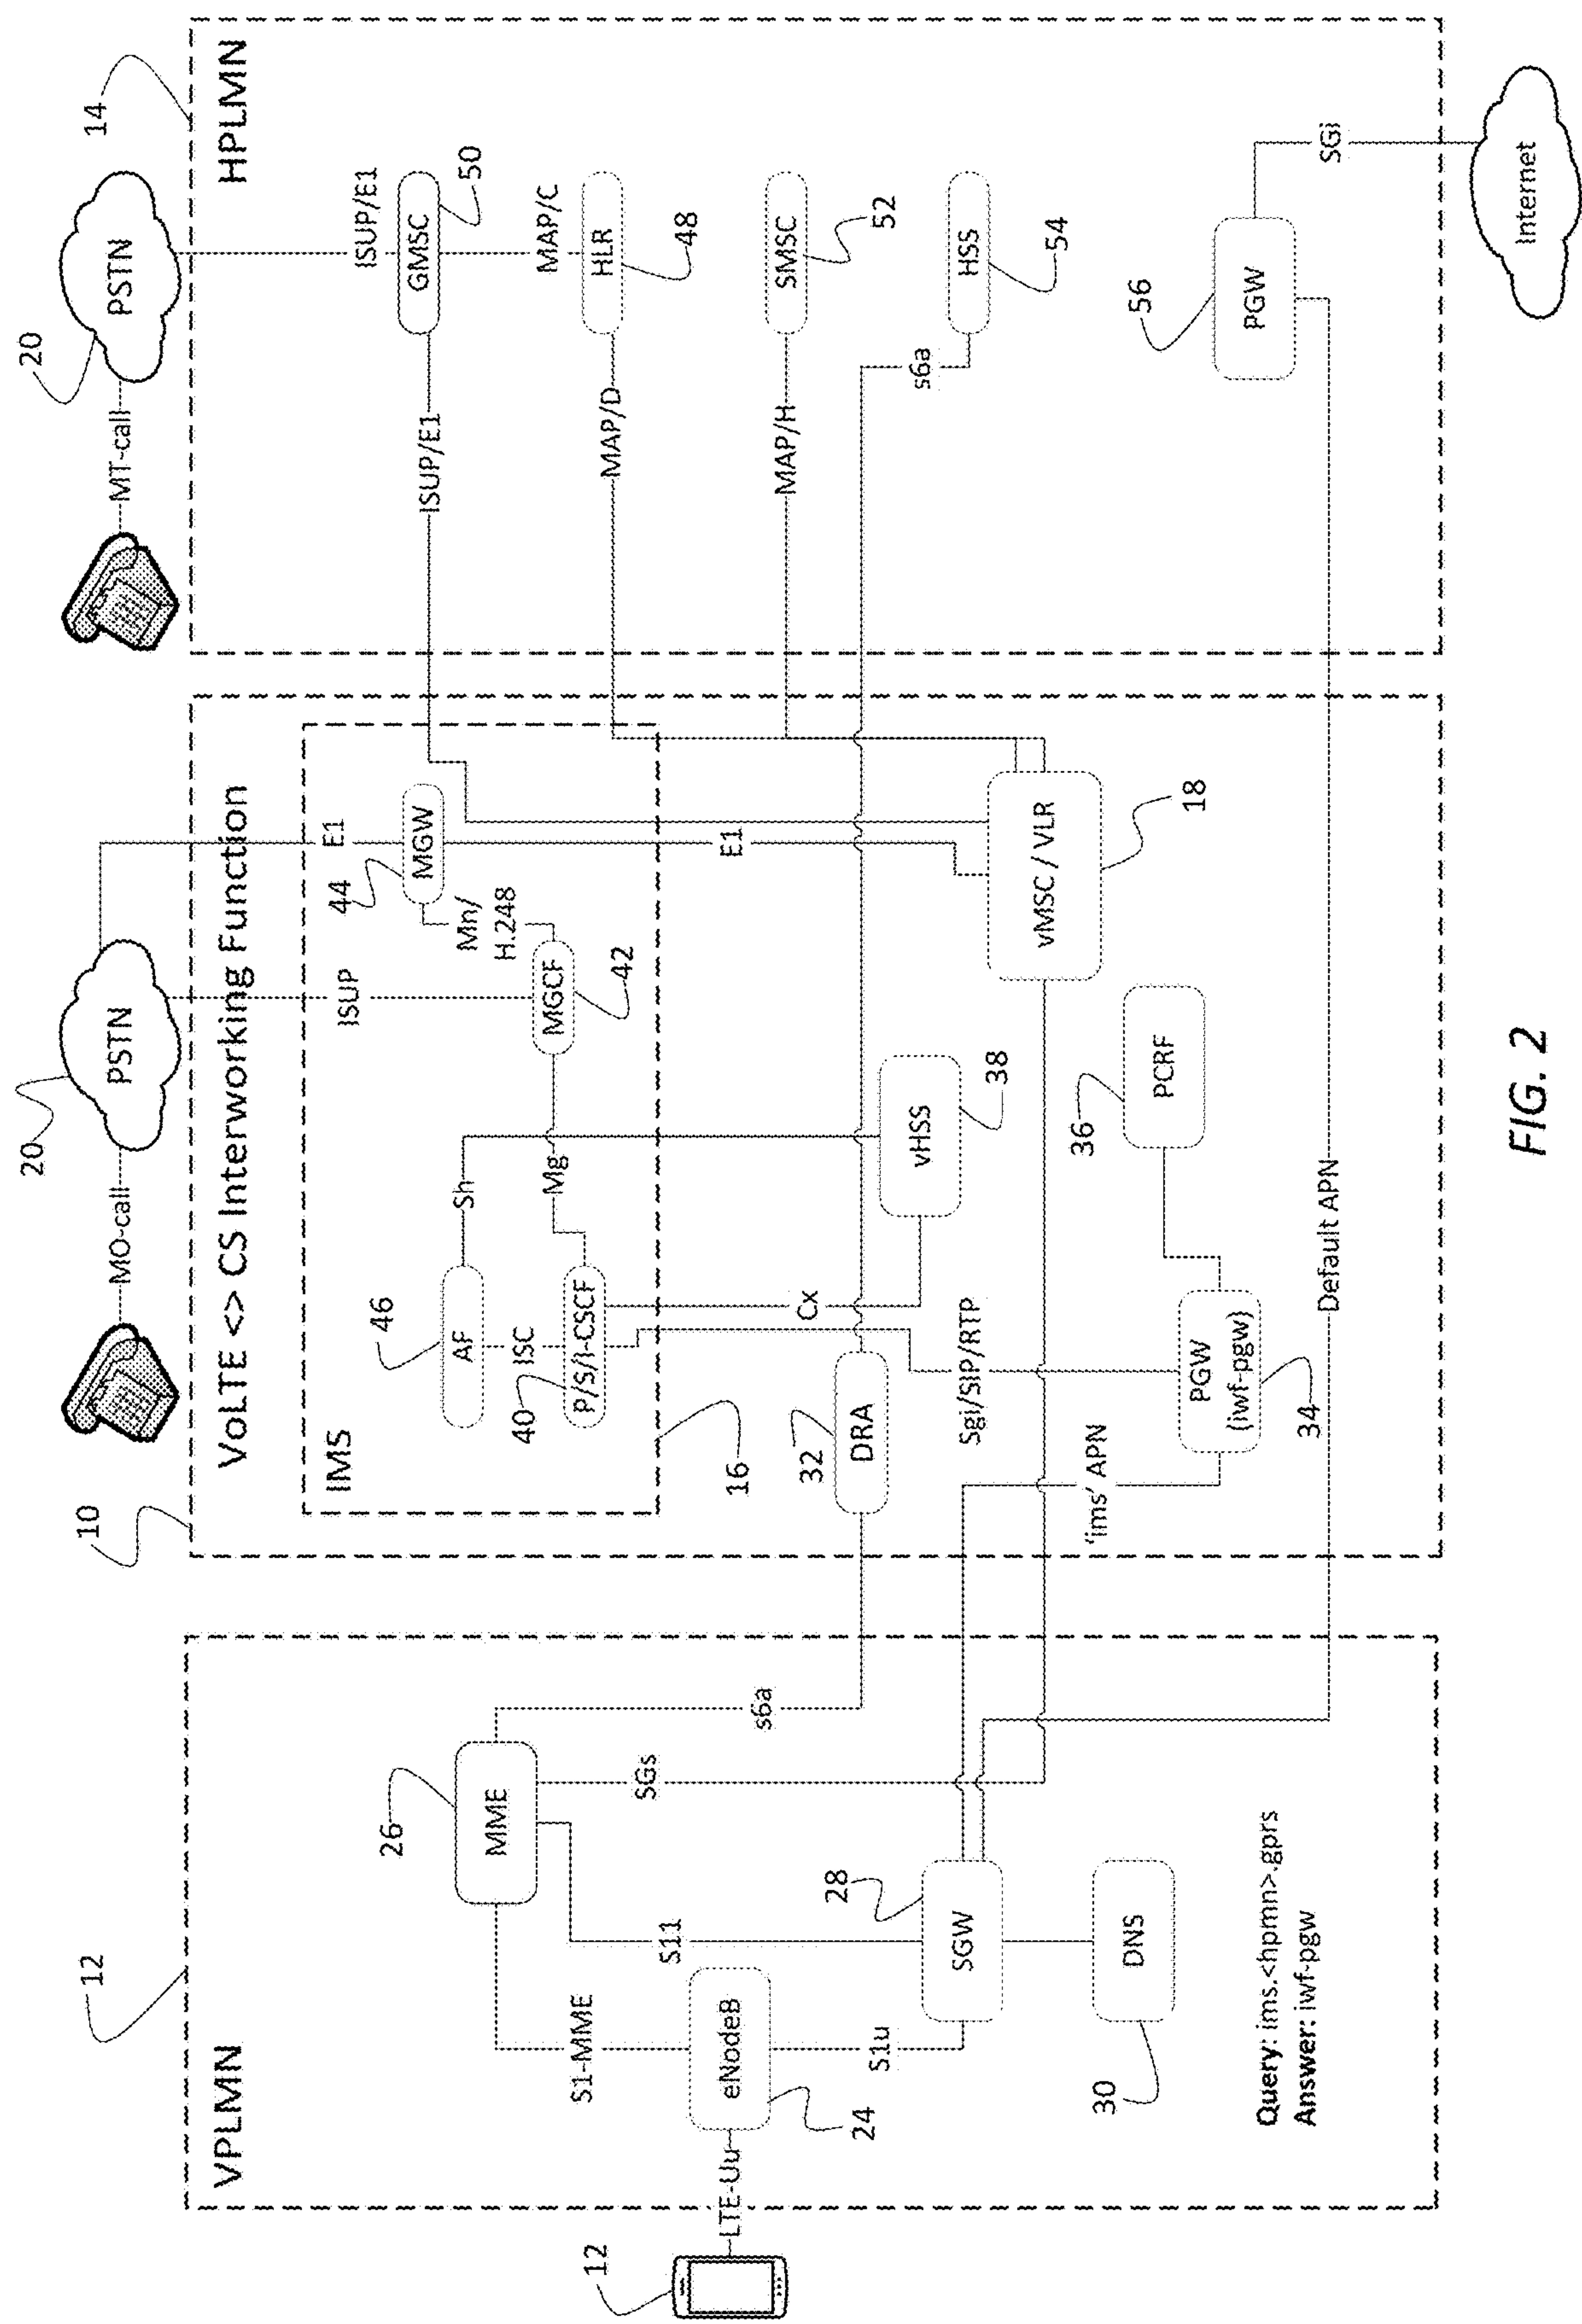 12
VPLMN
12
LTE-Uu
eNodeB
24
S1-MME
S1u
MME
26
S11
SGs
s6a
SGW
28
DNS
30
Query: ims.<hpmn>.gprs
Answer: iwf-pgw
10
VoLTE <> CS Interworking Function
MO-call
20
PSTN
IMS
16
AF
46
ISC
P/S/I-CSCF
40
Sh
Mg
ISUP
MGCF
42
Mn/
H.248
MGW
44
E1
E1
DRA
32
Cx
vHSS
38
Sgi/SIP/RTP
'ims' APN
PGW
(iwf-pgw)
34
PCRF
36
vMSC / VLR
18
Default APN
14
HPLMN
MT-call
20
PSTN
ISUP/E1
GMSC
50
ISUP/E1
MAP/C
HLR
48
MAP/D
SMSC
52
MAP/H
HSS
54
s6a
PGW
56
SGi
Internet
FIG. 2